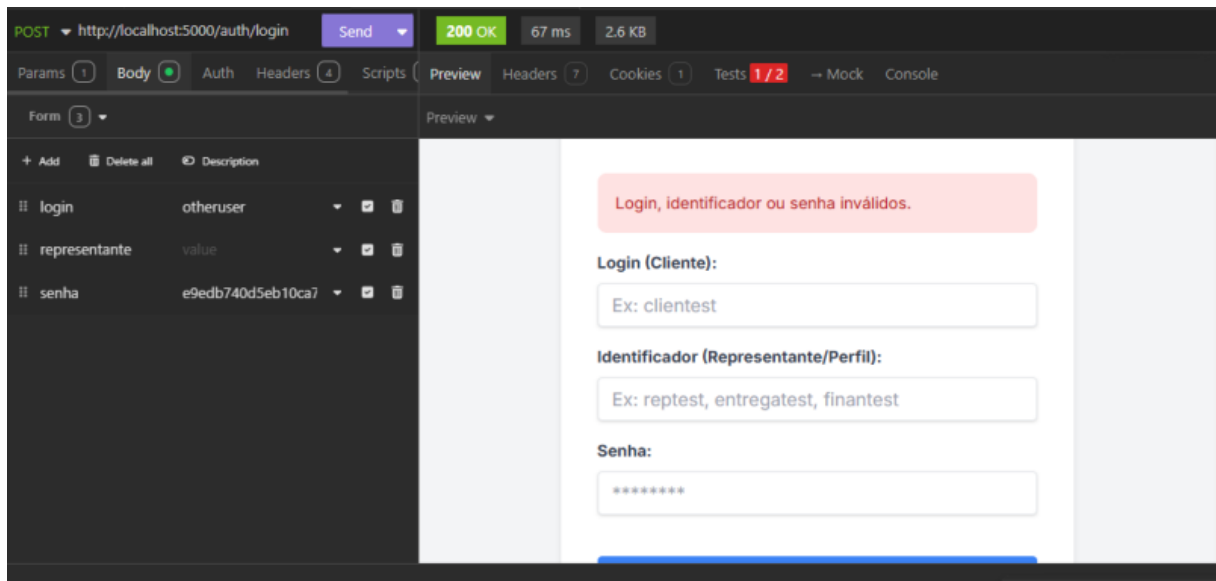 POST http://localhost:5000/auth/login Send 200 OK 67 ms 2.6 KB
Params 1 Body Auth Headers 4 Scripts Preview Headers 7 Cookies 1 Tests 1 / 2 → Mock Console
Form 3 Preview
+ Add Delete all Description
login otheruser
representante value
senha e9edb740d5eb10ca7
Login, identificador ou senha inválidos.
Login (Cliente):
Ex: clientest
Identificador (Representante/Perfil):
Ex: reptest, entregatest, finantest
Senha:
********